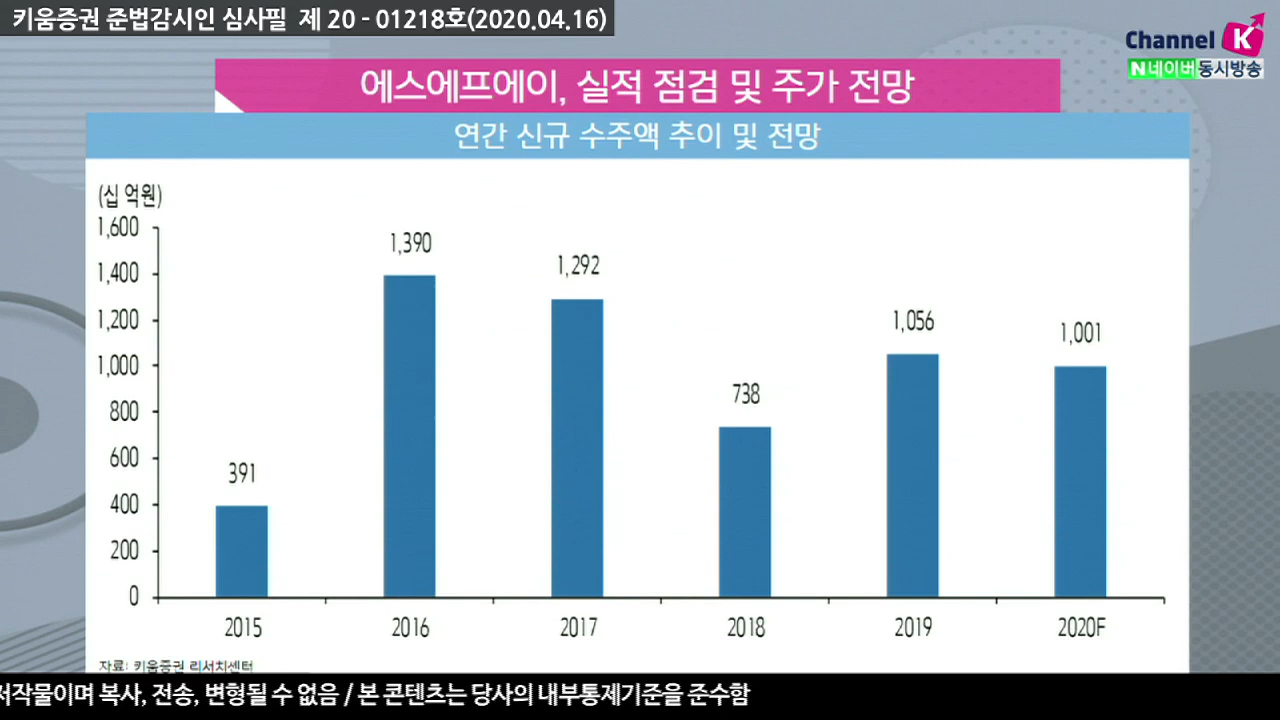 키움증권 준법감시인 심사필 제 20 - 01218호(2020.04.16)
Channel K
N 네이버 동시방송
에스에프에이, 실적 점검 및 주가 전망
연간 신규 수주액 추이 및 전망
(십 억원)
1,600
1,400
1,200
1,000
800
600
400
200
0
391
1,390
1,292
738
1,056
1,001
2015 2016 2017 2018 2019 2020F
자료: 키움증권 리서치센터
저작물이며 복사, 전송, 변형될 수 없음 / 본 콘텐츠는 당사의 내부통제기준을 준수함